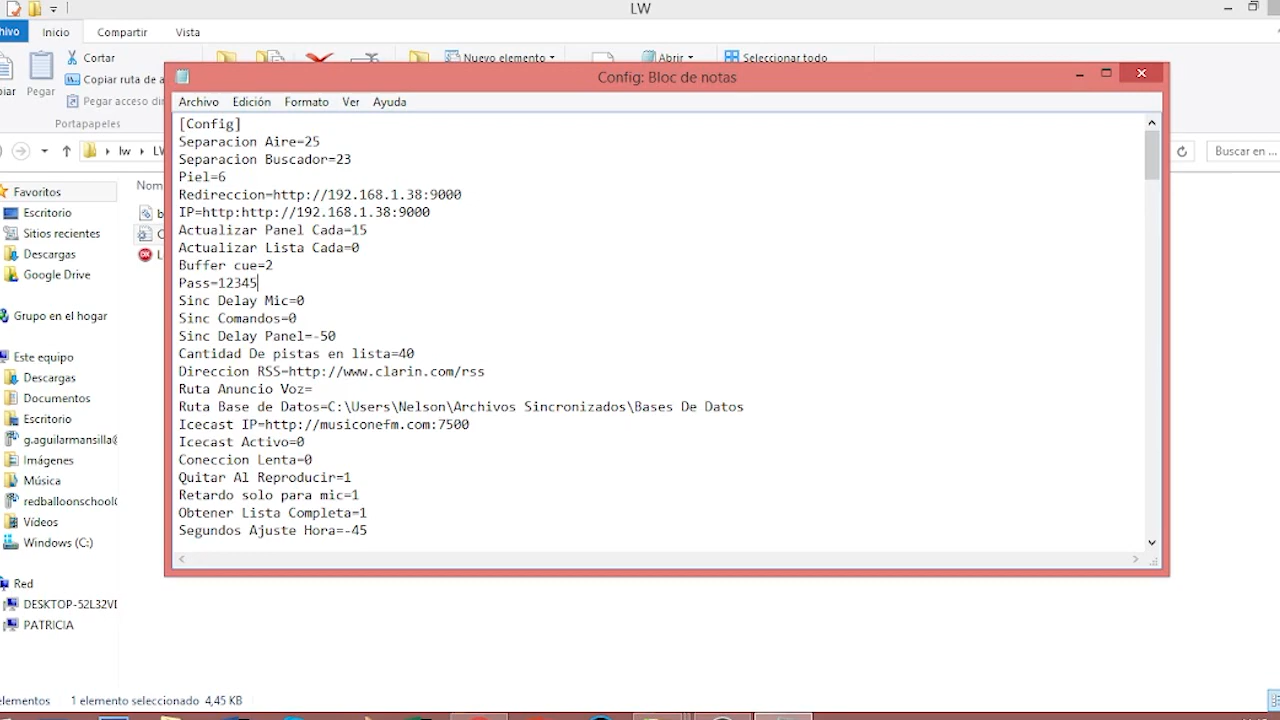 LW
Inicio
Compartir
Vista
Cortar
Nuevo elemento
Abrir
Seleccionar todo
Copiar ruta de a
Pegar
Pegar acceso dir
Portapapeles
lw
Buscar en ...
Config: Bloc de notas
Archivo Edición Formato Ver Ayuda
[Config]
Separacion Aire=25
Separacion Buscador=23
Piel=6
Redireccion=http://192.168.1.38:9000
IP=http:http://192.168.1.38:9000
Actualizar Panel Cada=15
Actualizar Lista Cada=0
Buffer cue=2
Pass=12345
Sinc Delay Mic=0
Sinc Comandos=0
Sinc Delay Panel=-50
Cantidad De pistas en lista=40
Direccion RSS=http://www.clarin.com/rss
Ruta Anuncio Voz=
Ruta Base de Datos=C:\Users\Nelson\Archivos Sincronizados\Bases De Datos
Icecast IP=http://musiconefm.com:7500
Icecast Activo=0
Coneccion Lenta=0
Quitar Al Reproducir=1
Retardo solo para mic=1
Obtener Lista Completa=1
Segundos Ajuste Hora=-45
Favoritos
Escritorio
Sitios recientes
Descargas
Google Drive
Grupo en el hogar
Este equipo
Descargas
Documentos
Escritorio
g.aguilarmansilla@
Imágenes
Música
redballoonschool(
Vídeos
Windows (C:)
Red
DESKTOP-52L32VI
PATRICIA
elementos 1 elemento seleccionado 4,45 KB